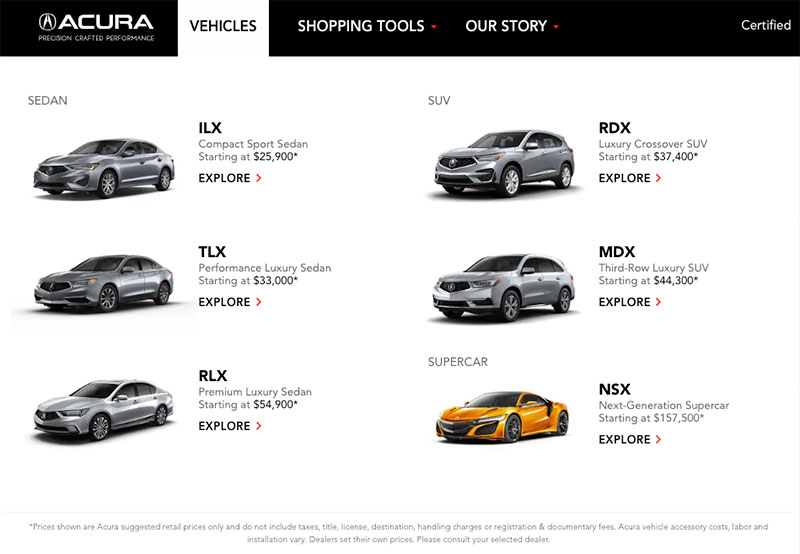 ACURA
PRECISION CRAFTED PERFORMANCE
VEHICLES
SHOPPING TOOLS
OUR STORY
Certified
SEDAN
ILX
Compact Sport Sedan
Starting at $25,900*
EXPLORE >
TLX
Performance Luxury Sedan
Starting at $33,000*
EXPLORE >
RLX
Premium Luxury Sedan
Starting at $54,900*
EXPLORE >
SUV
RDX
Luxury Crossover SUV
Starting at $37,400*
EXPLORE >
MDX
Third-Row Luxury SUV
Starting at $44,300*
EXPLORE >
SUPERCAR
NSX
Next-Generation Supercar
Starting at $157,500*
EXPLORE >
*Prices shown are Acura suggested retail prices only and do not include taxes, title, license, destination, handling charges or registration & documentary fees. Acura vehicle accessory costs, labor and
installation vary. Dealers set their own prices. Please consult your selected dealer.